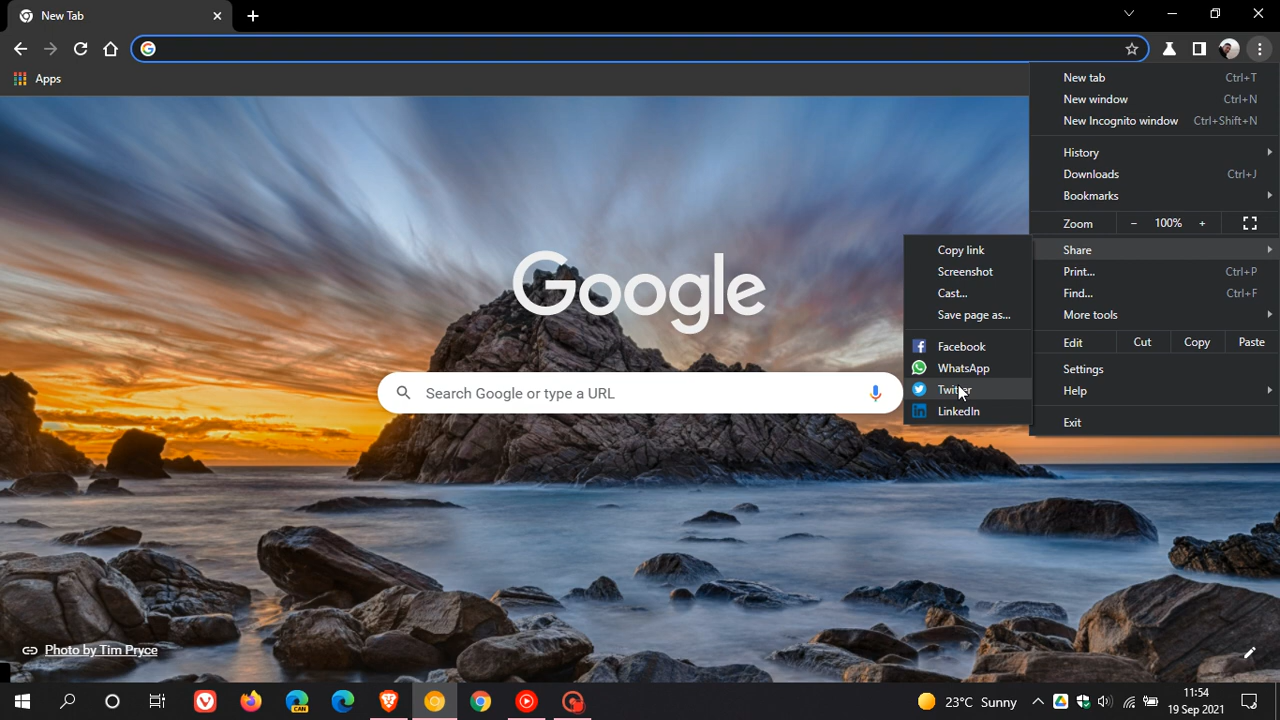 New Tab
Apps
New tab Ctrl+T
New window Ctrl+N
New Incognito window Ctrl+Shift+N
History
Downloads Ctrl+J
Bookmarks
Zoom - 100% +
Share
Print... Ctrl+P
Find... Ctrl+F
More tools
Edit Cut Copy Paste
Settings
Help
Exit
Copy link
Screenshot
Cast...
Save page as...
Facebook
WhatsApp
Twitter
LinkedIn
Google
Search Google or type a URL
Photo by Tim Pryce
CAN
23°C Sunny
11:54
19 Sep 2021